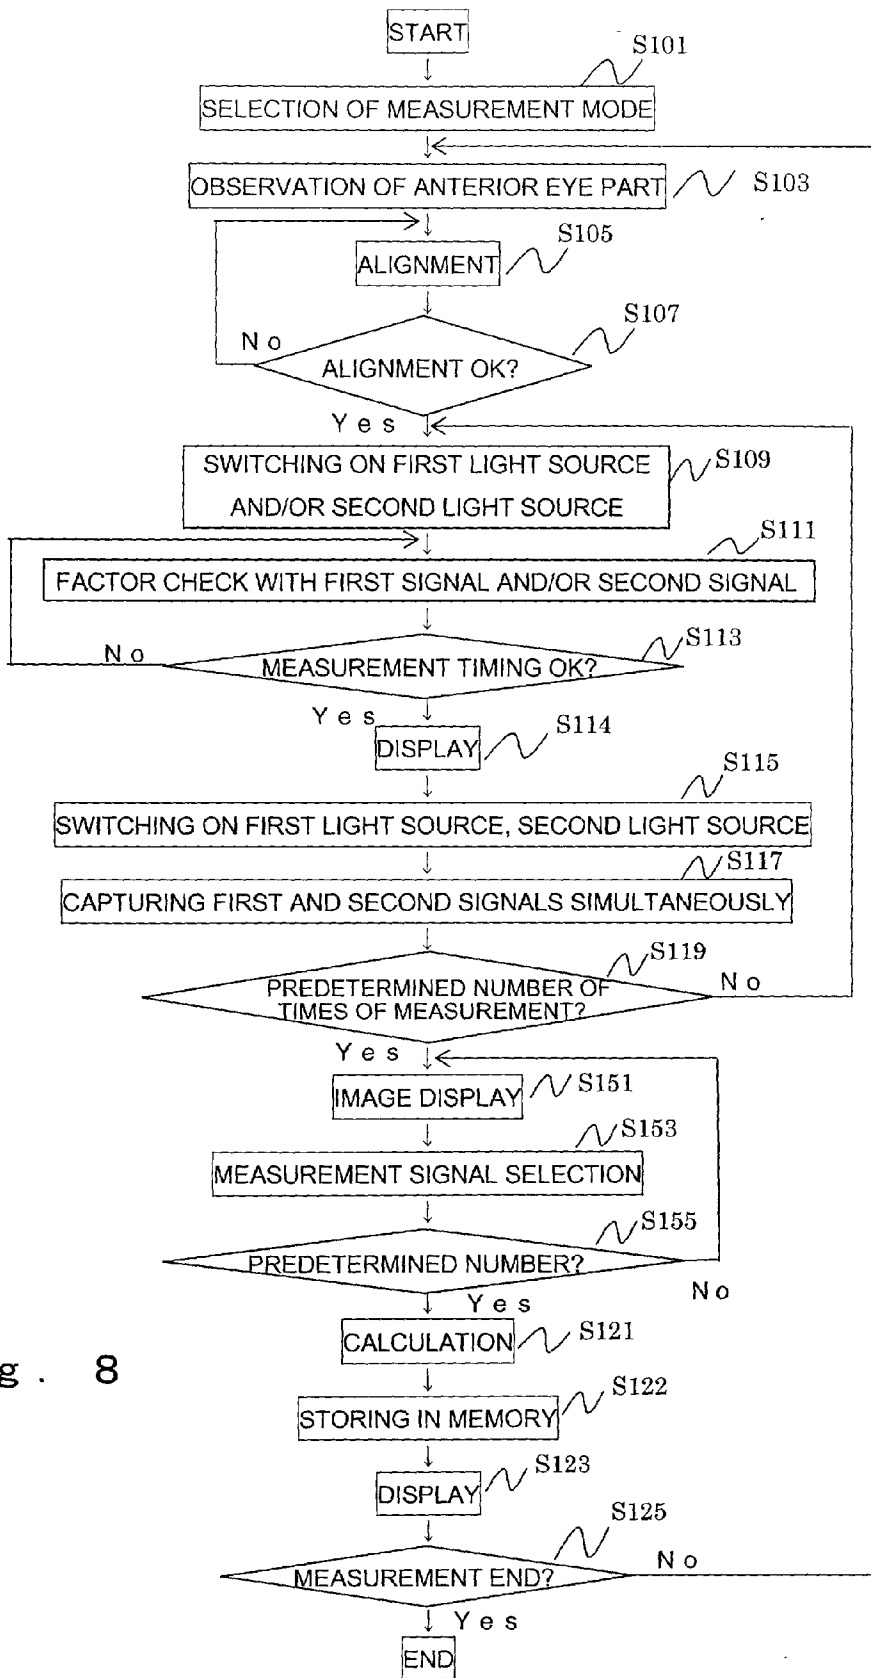 START
S101
SELECTION OF MEASUREMENT MODE
OBSERVATION OF ANTERIOR EYE PART
S103
S105
ALIGNMENT
S107
No
ALIGNMENT OK?
Yes
SWITCHING ON FIRST LIGHT SOURCE
AND/OR SECOND LIGHT SOURCE
S109
S111
FACTOR CHECK WITH FIRST SIGNAL AND/OR SECOND SIGNAL
S113
No
MEASUREMENT TIMING OK?
Yes
S114
DISPLAY
S115
SWITCHING ON FIRST LIGHT SOURCE, SECOND LIGHT SOURCE
S117
CAPTURING FIRST AND SECOND SIGNALS SIMULTANEOUSLY
S119
No
PREDETERMINED NUMBER OF
TIMES OF MEASUREMENT?
Yes
IMAGE DISPLAY
S151
S153
MEASUREMENT SIGNAL SELECTION
S155
PREDETERMINED NUMBER?
No
Yes
CALCULATION
S121
g. 8
S122
STORING IN MEMORY
S123
DISPLAY
S125
No
MEASUREMENT END?
Yes
END